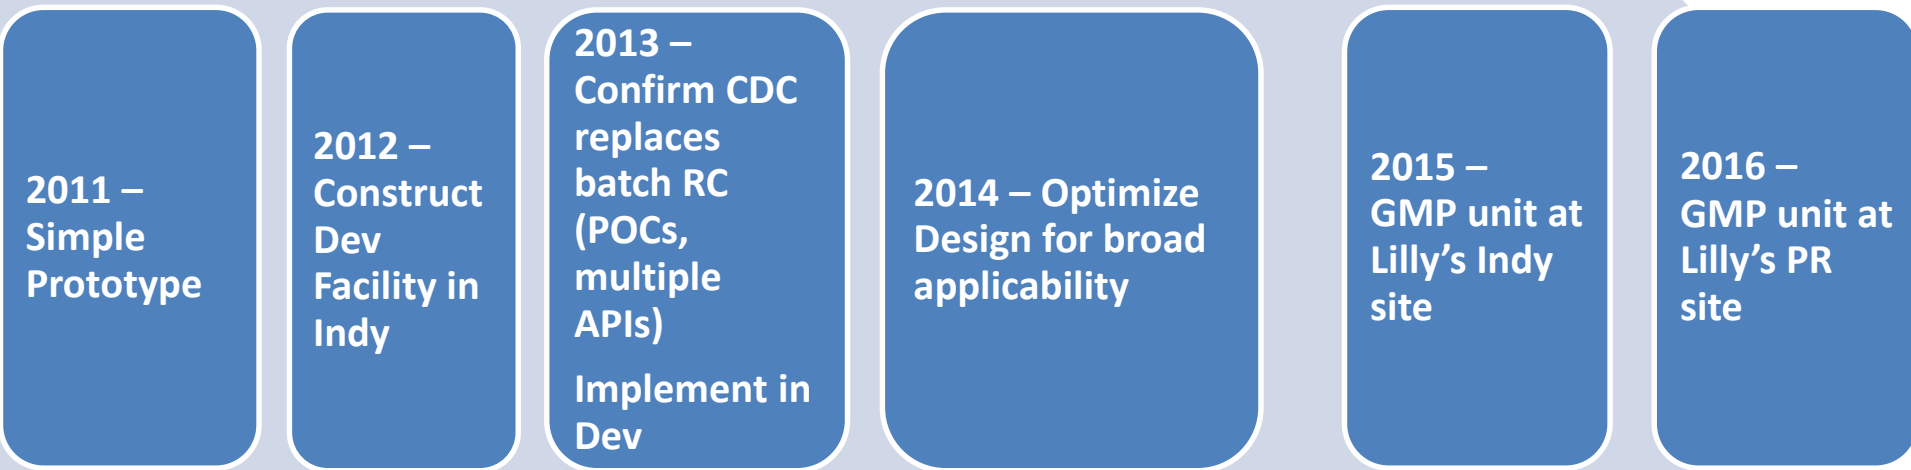 2011 –
Simple
Prototype
2012 –
Construct
Dev
Facility in
Indy
2013 –
Confirm CDC
replaces
batch RC
(POCs,
multiple
APIs)
Implement in
Dev
2014 – Optimize
Design for broad
applicability
2015 –
GMP unit at
Lilly’s Indy
site
2016 –
GMP unit at
Lilly’s PR
site